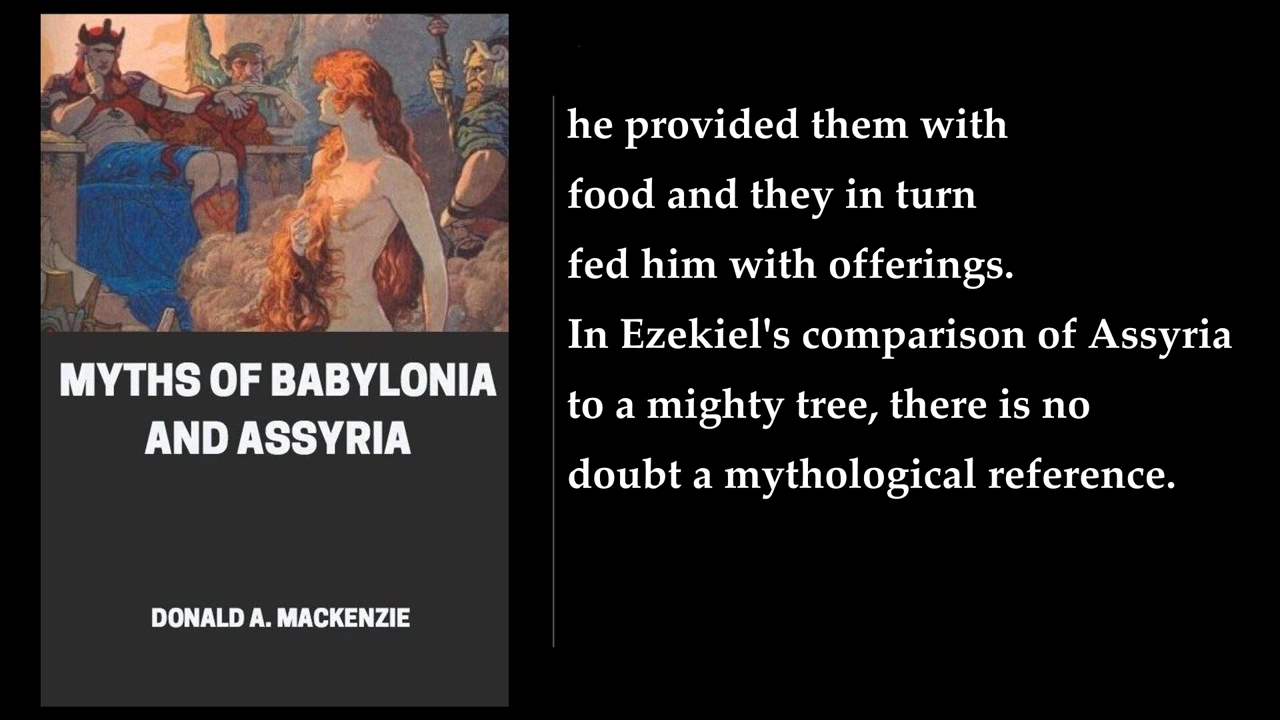 MYTHS OF BABYLONIA
AND ASSYRIA
DONALD A. MACKENZIE
he provided them with
food and they in turn
fed him with offerings.
In Ezekiel's comparison of Assyria
to a mighty tree, there is no
doubt a mythological reference.